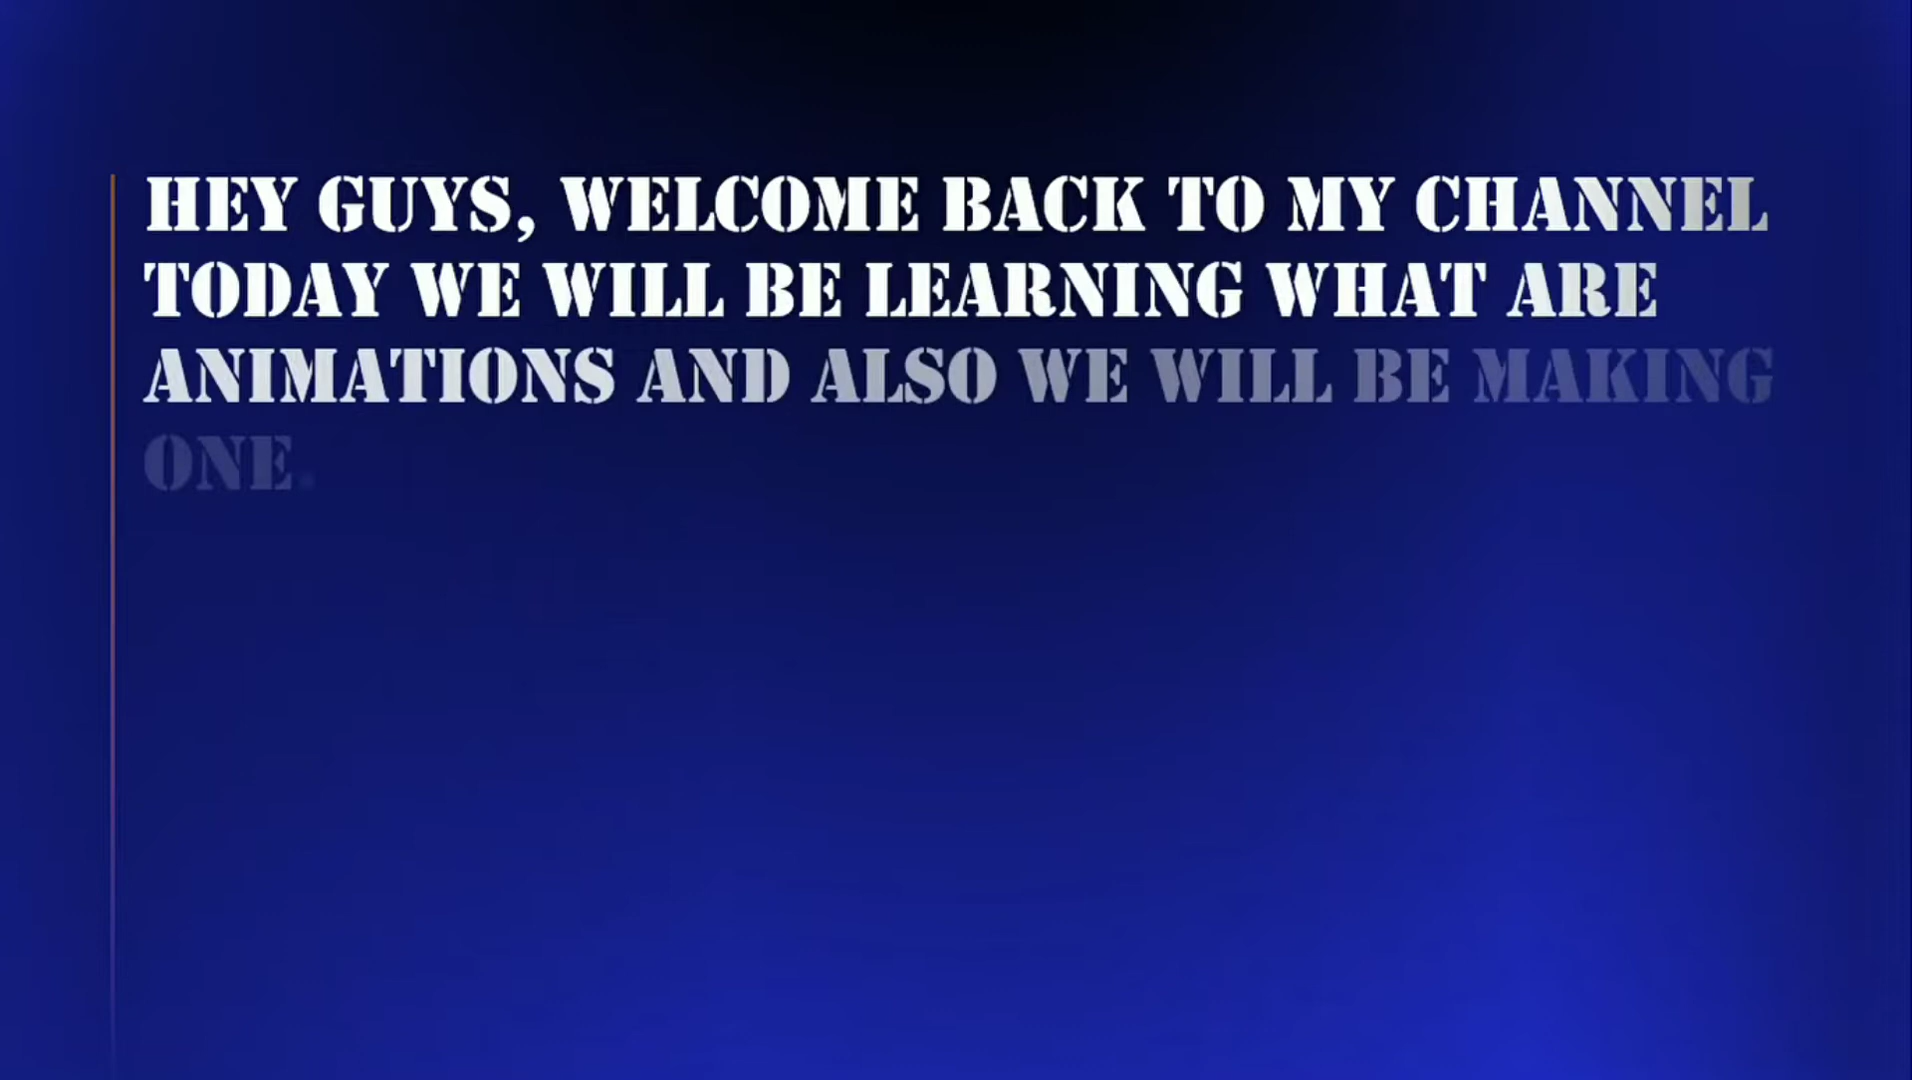 HEY GUYS, WELCOME BACK TO MY CHANNEL
TODAY WE WILL BE LEARNING WHAT ARE
ANIMATIONS AND ALSO WE WILL BE MAKING
ONE.